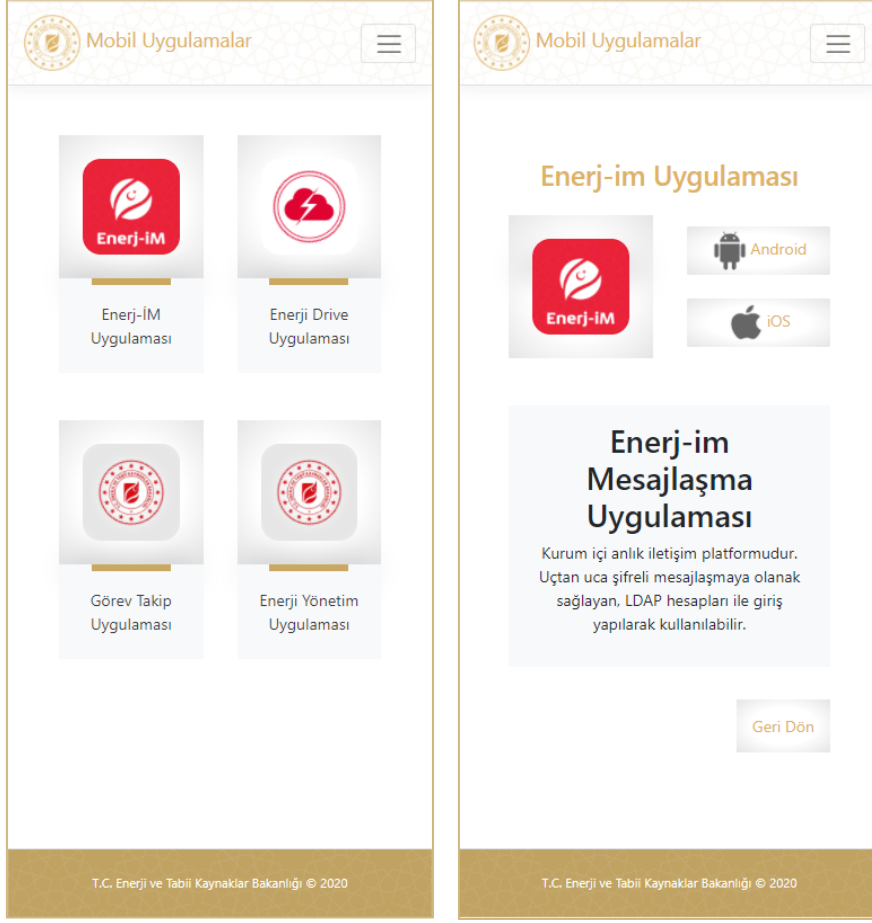 Mobil Uygulamalar
Enerj-iM
Enerj-İM
Uygulaması
Enerji Drive
Uygulaması
Görev Takip
Uygulaması
Enerji Yönetim
Uygulaması
T.C. Enerji ve Tabii Kaynaklar Bakanlığı © 2020
Mobil Uygulamalar
Enerj-im Uygulaması
Enerj-iM
Android
iOS
Enerj-im
Mesajlaşma
Uygulaması
Kurum içi anlık iletişim platformudur.
Uçtan uca şifreli mesajlaşmaya olanak
sağlayan, LDAP hesapları ile giriş
yapılarak kullanılabilir.
Geri Dön
T.C. Enerji ve Tabii Kaynaklar Bakanlığı © 2020